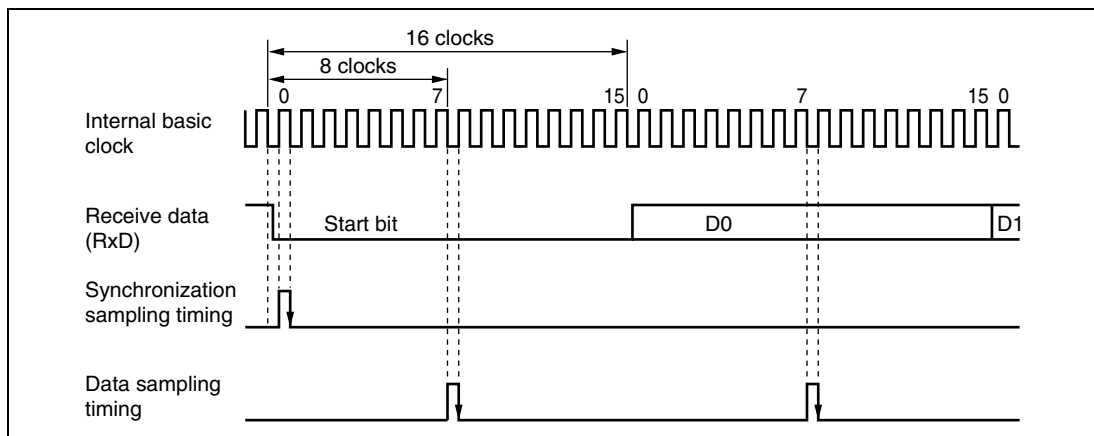 16 clocks
8 clocks
0 7 15 0 7 15 0
Internal basic
clock
Receive data
(RxD)
Start bit D0 D1
Synchronization
sampling timing
Data sampling
timing